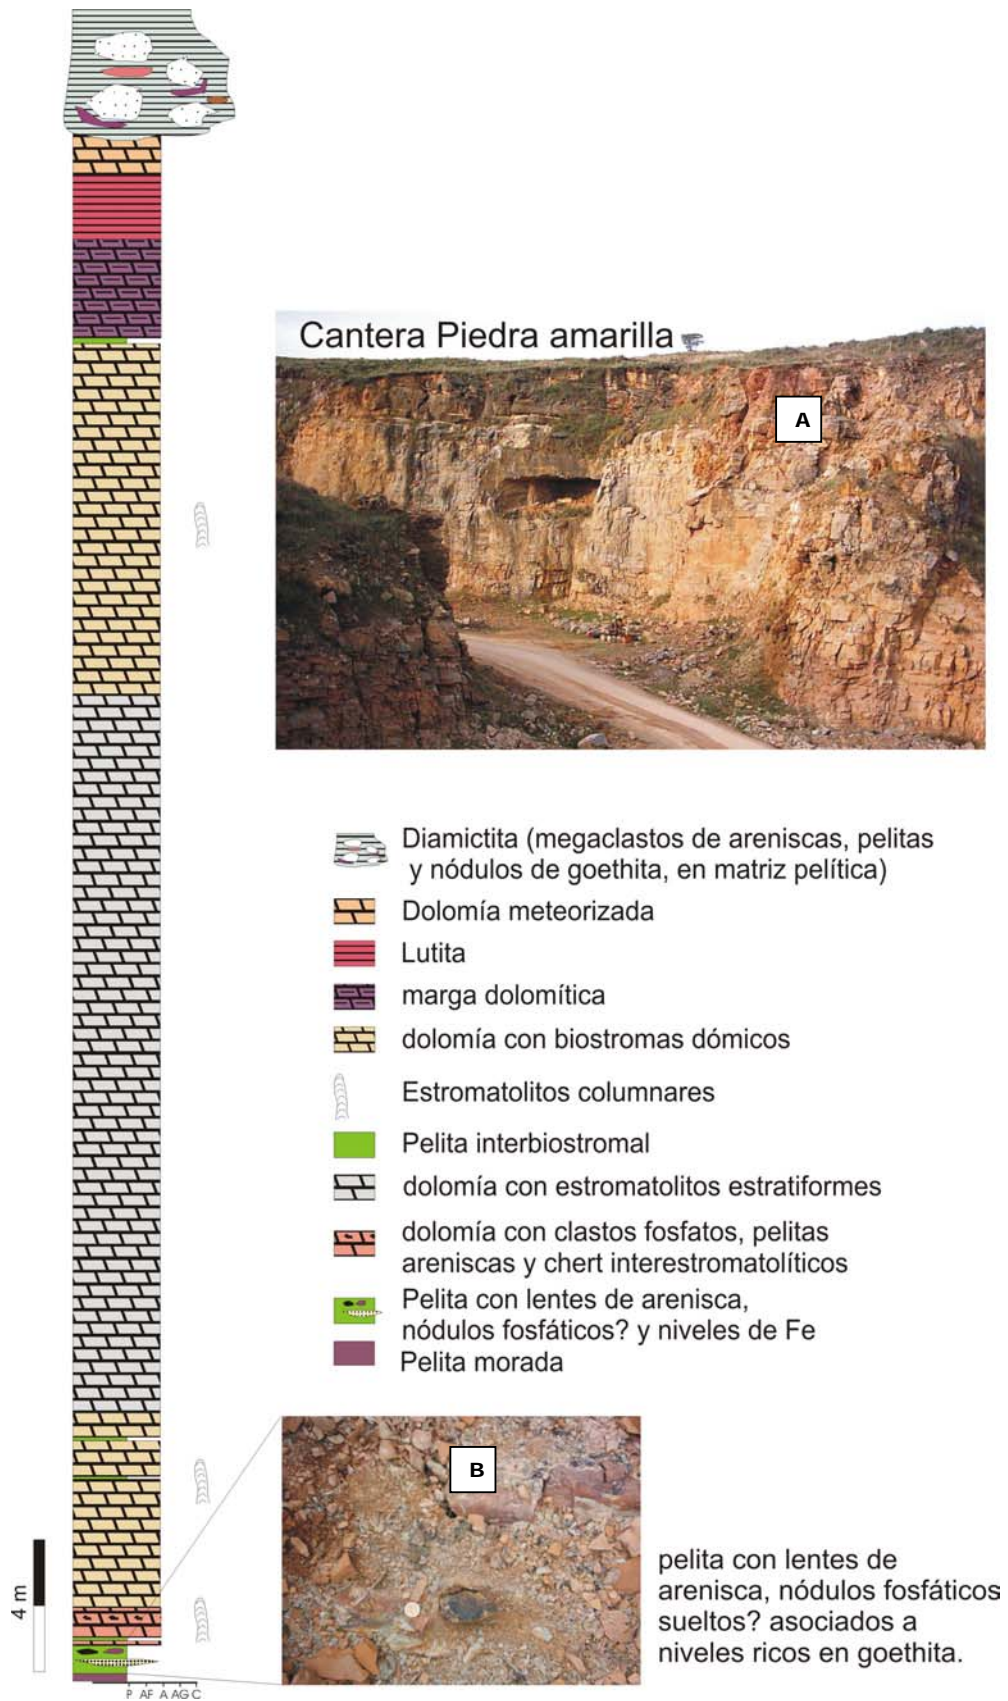 Cantera Piedra amarilla
A
Diamictita (megaclastos de areniscas, pelitas
y nódulos de goethita, en matriz pelítica)
Dolomía meteorizada
Lutita
marga dolomítica
dolomía con biostromas dómicos
Estromatolitos columnares
Pelita interbiostromal
dolomía con estromatolitos estratiformes
dolomía con clastos fosfatos, pelitas
areniscas y chert interestromatolíticos
Pelita con lentes de arenisca,
nódulos fosfáticos? y niveles de Fe
Pelita morada
B
pelita con lentes de
arenisca, nódulos fosfáticos
sueltos? asociados a
niveles ricos en goethita.
4 m
P AF A AG C